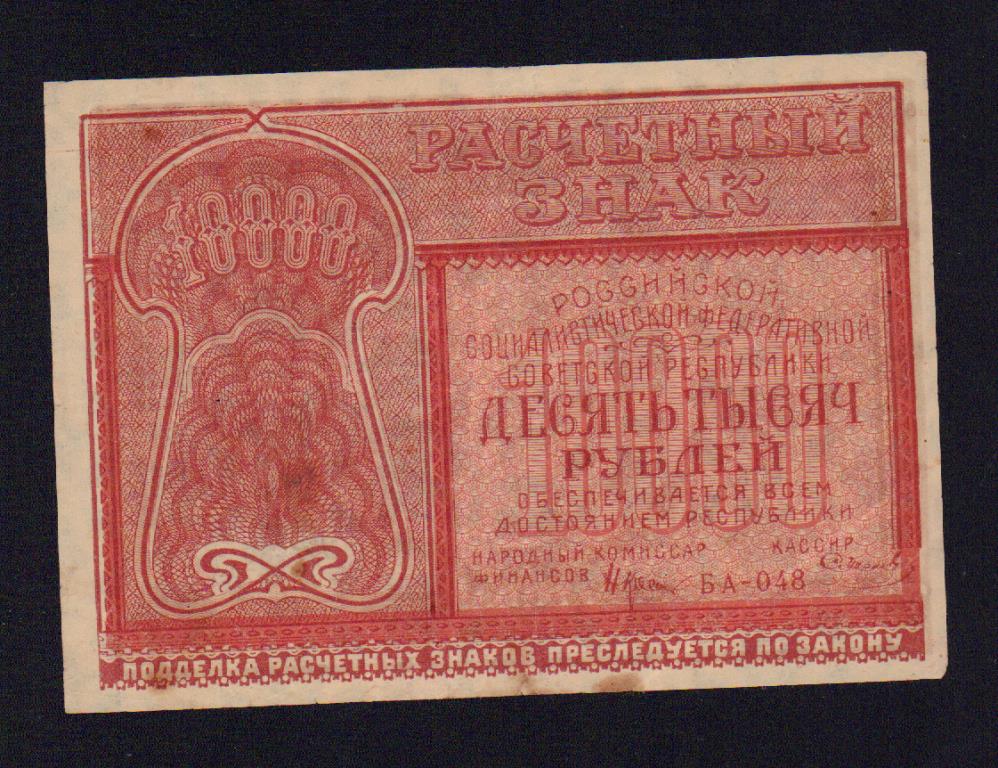 РАСЧЕТНЫЙ
ЗНАК
10000
РОССИЙСКОЙ
СОЦИАЛИСТИЧЕСКОЙ ФЕДЕРАТИВНОЙ
СОВЕТСКОЙ РЕСПУБЛИКИ
10000
ДЕСЯТЬ ТЫСЯЧ
РУБЛЕЙ
ОБЕСПЕЧИВАЕТСЯ ВСЕМ
ДОСТОЯНИЕМ РЕСПУБЛИКИ
НАРОДНЫЙ КОМИССАР КАССИР
ФИНАНСОВ БА-048
ПОДДЕЛКА РАСЧЕТНЫХ ЗНАКОВ ПРЕСЛЕДУЕТСЯ ПО ЗАКОНУ